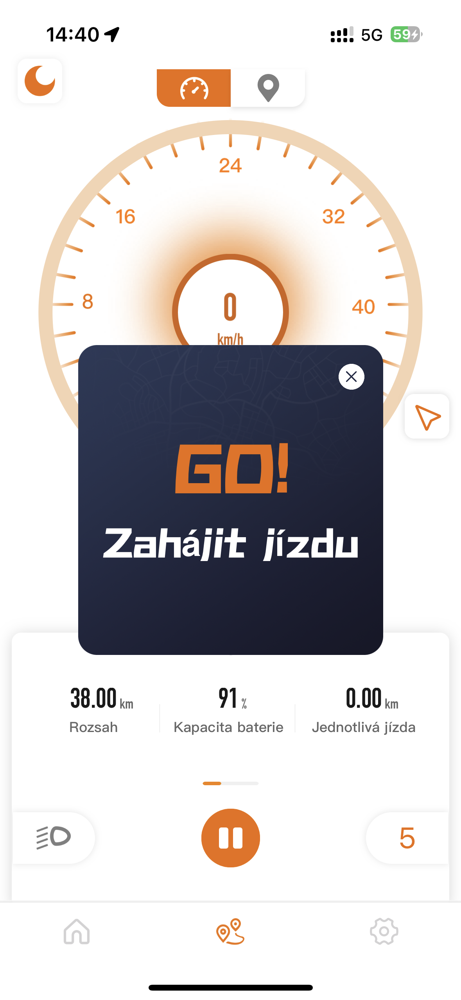 14:40 5G 59
24
16 32
8 40
0
km/h
GO!
Zahájit jízdu
38.00 km 91 % 0.00 km
Rozsah Kapacita baterie Jednotlivá jízda
5